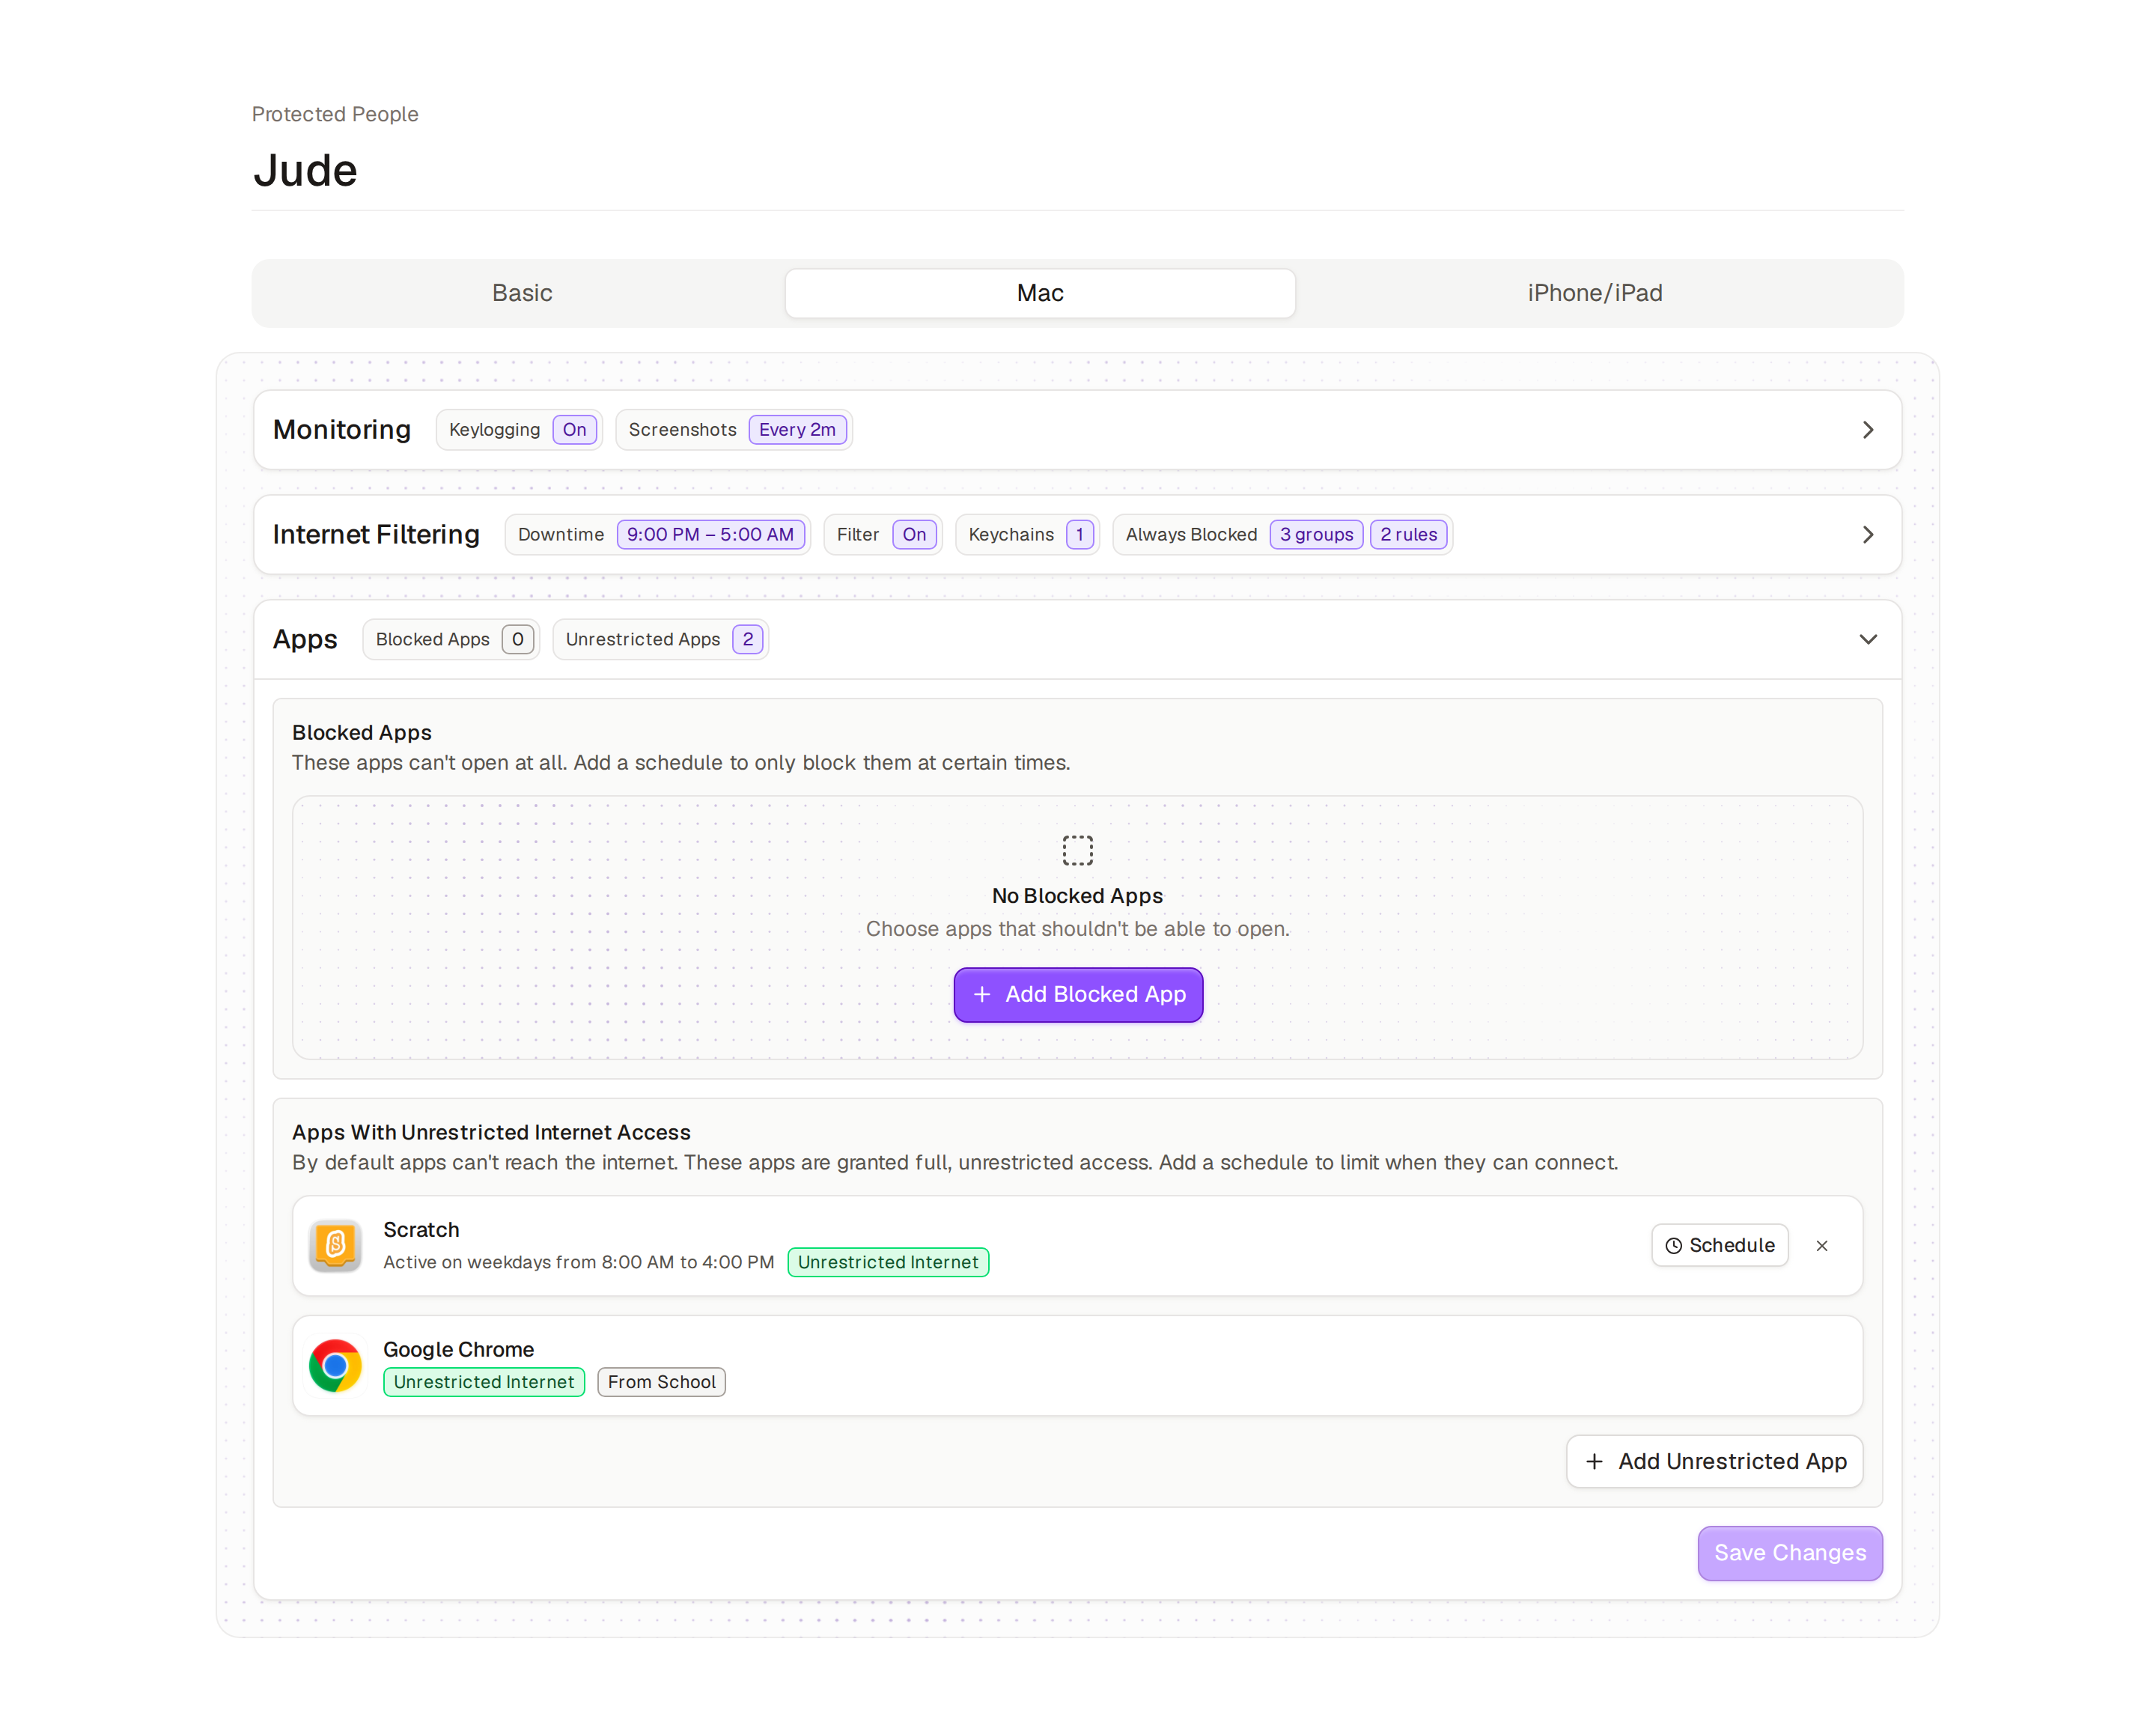 Protected People
Jude
Basic Mac iPhone/iPad
Monitoring Keylogging On Screenshots Every 2m
Internet Filtering Downtime 9:00 PM – 5:00 AM Filter On Keychains 1 Always Blocked 3 groups 2 rules
Apps Blocked Apps 0 Unrestricted Apps 2
Blocked Apps
These apps can't open at all. Add a schedule to only block them at certain times.
No Blocked Apps
Choose apps that shouldn't be able to open.
Add Blocked App
Apps With Unrestricted Internet Access
By default apps can't reach the internet. These apps are granted full, unrestricted access. Add a schedule to limit when they can connect.
Scratch
Active on weekdays from 8:00 AM to 4:00 PM Unrestricted Internet
Schedule
Google Chrome
Unrestricted Internet From School
Add Unrestricted App
Save Changes